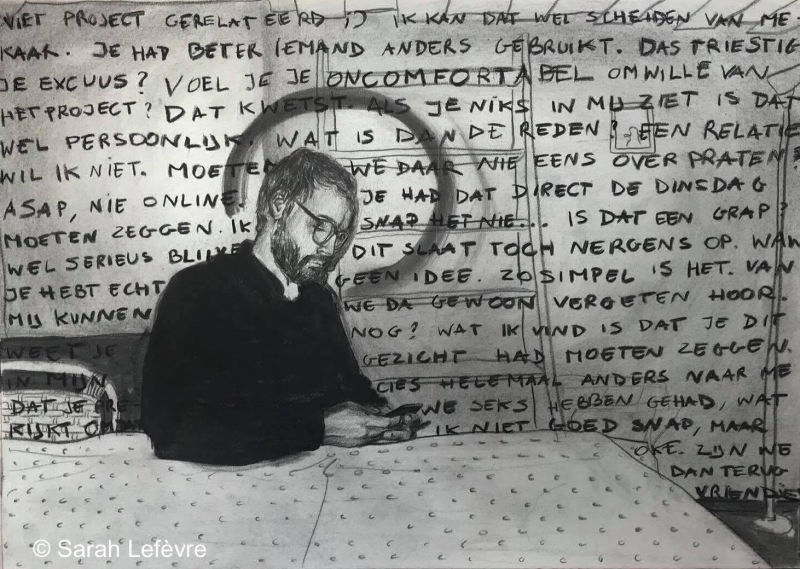 NIET PROJECT GERELATEERD ;) IK KAN DAT WEL SCHEIDEN VAN ME-
KAAR. JE HAD BETER IEMAND ANDERS GEBRUIKT. DAS TRIESTIG
JE EXCUUS? VOEL JE JE ONCOMFORTABEL OMWILLE VAN
HET PROJECT? DAT KWETST. ALS JE NIKS IN MIJ ZIET IS DAT
WEL PERSOONLIJK. WAT IS DAN DE REDEN? EEN RELATIE
WIL IK NIET. MOETEN WE DAAR NIE EENS OVER PRATEN?
ASAP, NIE ONLINE. JE HAD DAT DIRECT DE DINSDAG
MOETEN ZEGGEN. IK SNAP HET NIE... IS DAT EEN GRAP?
WEL SERIEUS BLIJVE DIT SLAAT TOCH NERGENS OP. WAW
JE HEBT ECHT GEEN IDEE. ZO SIMPEL IS HET. VAN
MIJ KUNNEN WE DA GEWOON VERGETEN HOOR.
WEET JE NOG? WAT IK VIND IS DAT JE DIT
IN MIJN GEZICHT HAD MOETEN ZEGGEN.
DAT JE PRE CIES HELEMAAL ANDERS NAAR ME
KIJKT OMDA WE SEKS HEBBEN GEHAD, WAT
IK NIET GOED SNAP, MAAR
OKE. ZIJN WE
DAN TERUG
VRIENDJE
© Sarah Lefèvre